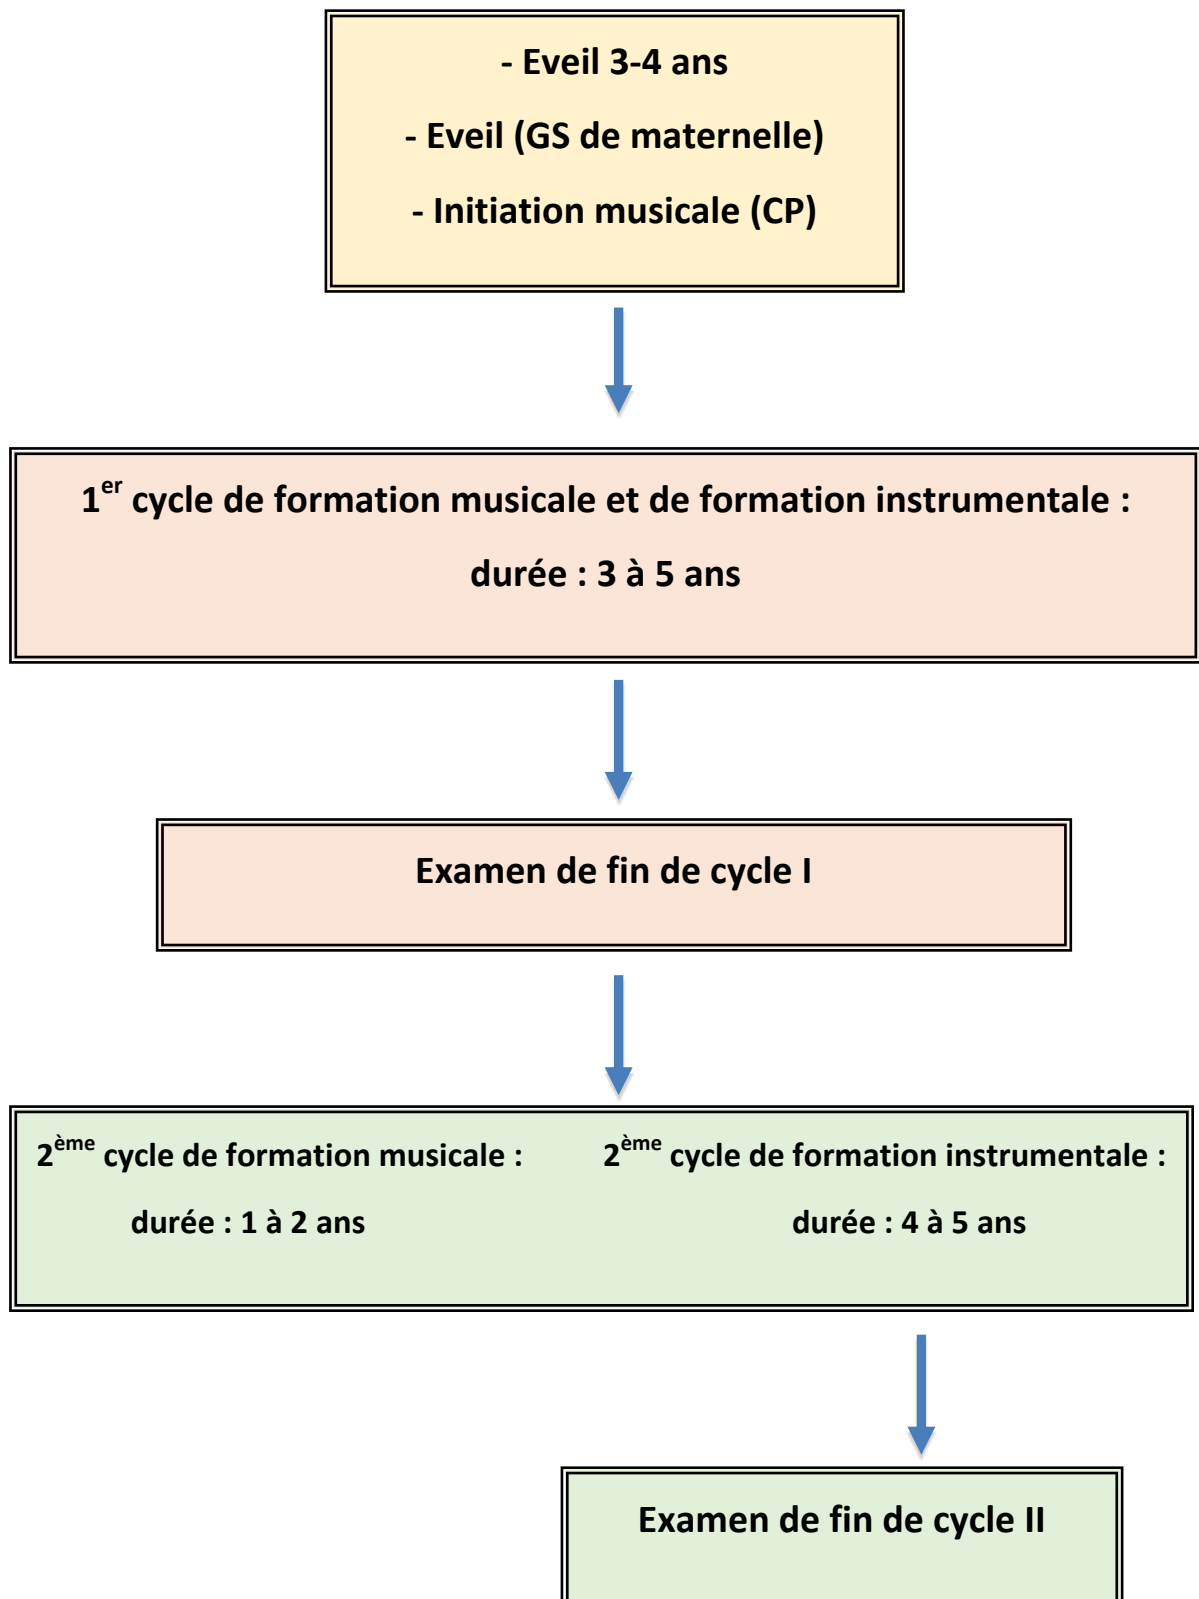 - Eveil 3-4 ans
- Eveil (GS de maternelle)
- Initiation musicale (CP)
1er cycle de formation musicale et de formation instrumentale :
durée : 3 à 5 ans
Examen de fin de cycle I
2ème cycle de formation musicale :
durée : 1 à 2 ans
2ème cycle de formation instrumentale :
durée : 4 à 5 ans
Examen de fin de cycle II